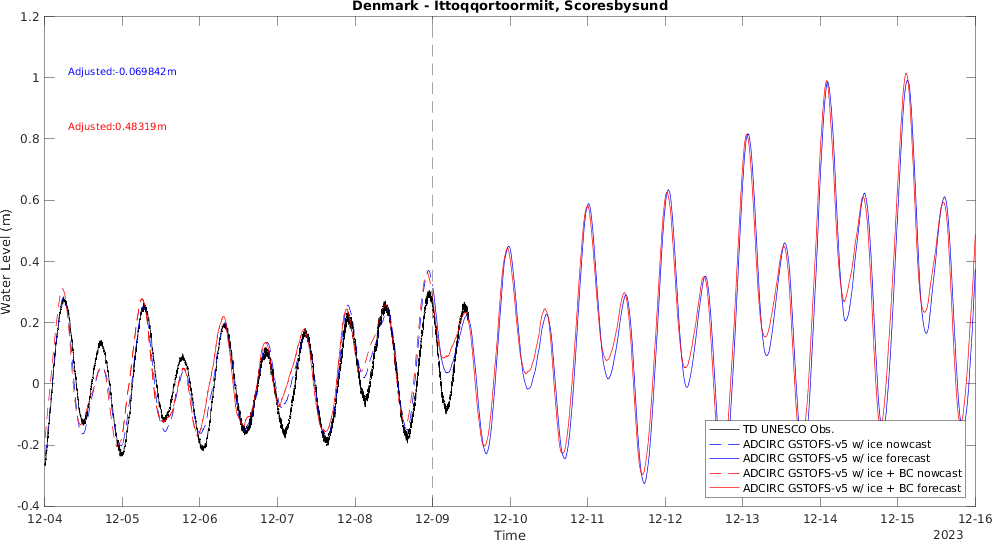 Denmark - Ittoqqortoormiit, Scoresbysund
1.2
1
0.8
0.6
0.4
0.2
0
-0.2
-0.4
Water Level (m)
Adjusted:-0.069842m
Adjusted:0.48319m
TD UNESCO Obs.
ADCIRC GSTOFS-v5 w/ ice nowcast
ADCIRC GSTOFS-v5 w/ ice forecast
ADCIRC GSTOFS-v5 w/ ice + BC nowcast
ADCIRC GSTOFS-v5 w/ ice + BC forecast
12-04 12-05 12-06 12-07 12-08 12-09 12-10 12-11 12-12 12-13 12-14 12-15 12-16
Time
2023